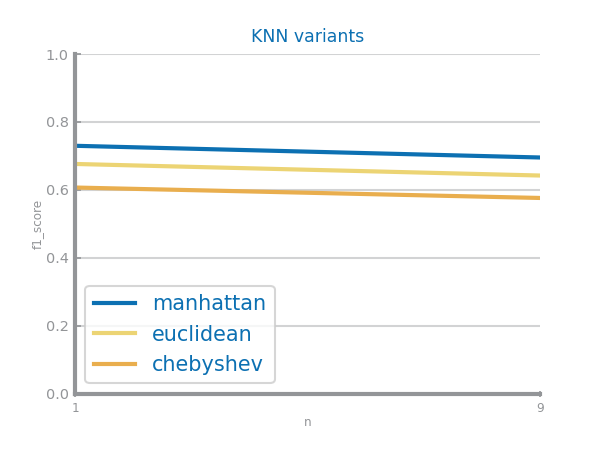 KNN variants
1.0
0.8
0.6
0.4
0.2
0.0
f1_score
manhattan
euclidean
chebyshev
1 9
n